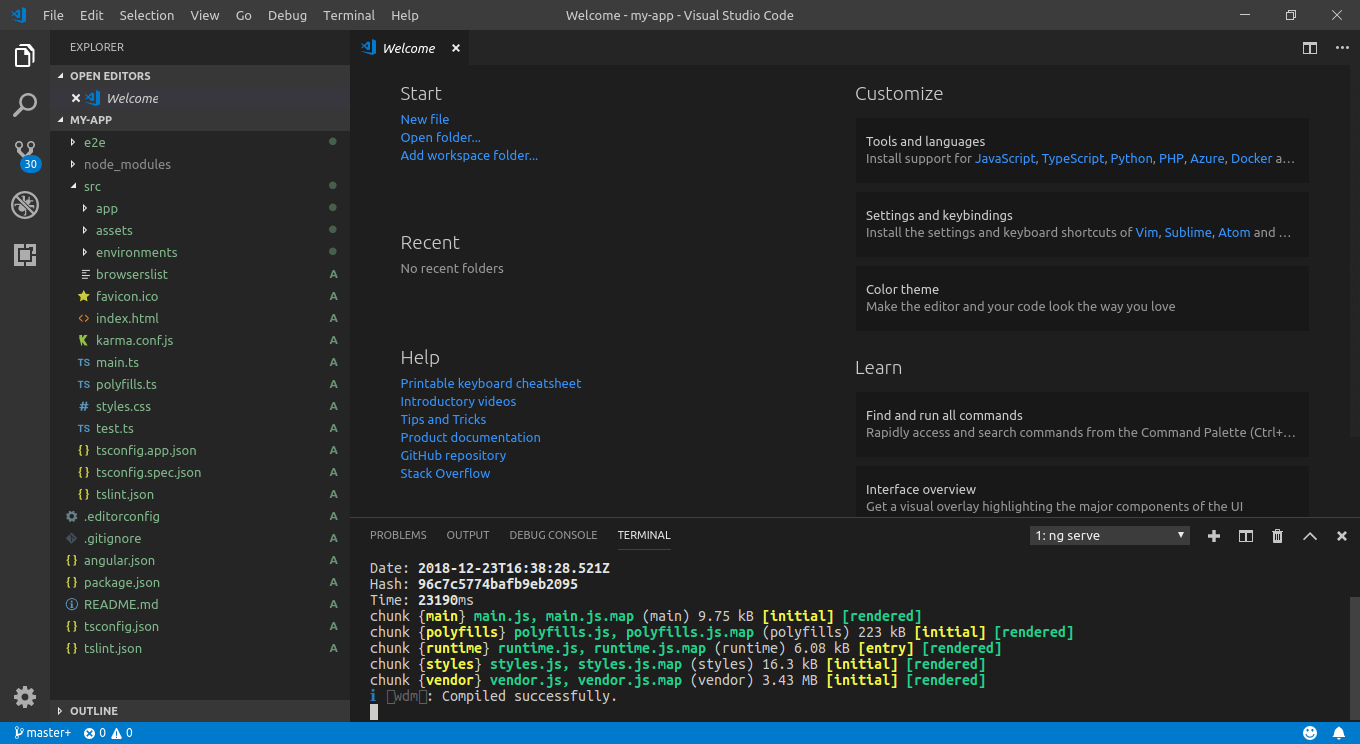 File Edit Selection View Go Debug Terminal Help Welcome - my-app - Visual Studio Code
EXPLORER
OPEN EDITORS
Welcome
MY-APP
e2e
node_modules
src
app
assets
environments
browserslist A
favicon.ico A
index.html A
karma.conf.js A
TS main.ts A
TS polyfills.ts A
# styles.css A
TS test.ts A
{} tsconfig.app.json A
{} tsconfig.spec.json A
{} tslint.json A
.editorconfig A
.gitignore A
{} angular.json A
{} package.json A
README.md A
{} tsconfig.json A
{} tslint.json A
OUTLINE
30
Welcome
Start
New file
Open folder...
Add workspace folder...
Recent
No recent folders
Help
Printable keyboard cheatsheet
Introductory videos
Tips and Tricks
Product documentation
GitHub repository
Stack Overflow
Customize
Tools and languages
Install support for JavaScript, TypeScript, Python, PHP, Azure, Docker a...
Settings and keybindings
Install the settings and keyboard shortcuts of Vim, Sublime, Atom and ...
Color theme
Make the editor and your code look the way you love
Learn
Find and run all commands
Rapidly access and search commands from the Command Palette (Ctrl+...
Interface overview
Get a visual overlay highlighting the major components of the UI
PROBLEMS OUTPUT DEBUG CONSOLE TERMINAL 1: ng serve
Date: 2018-12-23T16:38:28.521Z
Hash: 96c7c5774bafb9eb2095
Time: 23190ms
chunk {main} main.js, main.js.map (main) 9.75 kB [initial] [rendered]
chunk {polyfills} polyfills.js, polyfills.js.map (polyfills) 223 kB [initial] [rendered]
chunk {runtime} runtime.js, runtime.js.map (runtime) 6.08 kB [entry] [rendered]
chunk {styles} styles.js, styles.js.map (styles) 16.3 kB [initial] [rendered]
chunk {vendor} vendor.js, vendor.js.map (vendor) 3.43 MB [initial] [rendered]
i ｢wdm｣: Compiled successfully.
master+ 0 0